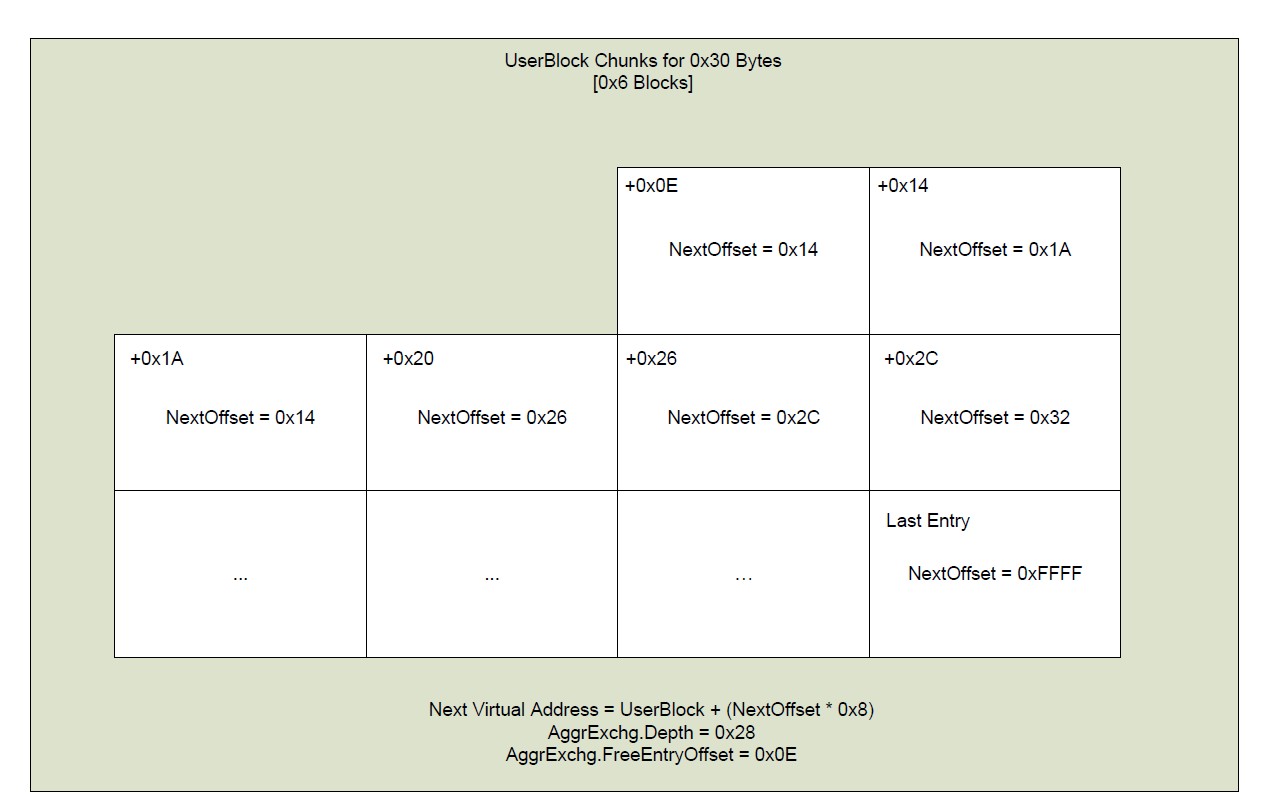 UserBlock Chunks for 0x30 Bytes
[0x6 Blocks]
+0x0E
NextOffset = 0x14
+0x14
NextOffset = 0x1A
+0x1A
NextOffset = 0x14
+0x20
NextOffset = 0x26
+0x26
NextOffset = 0x2C
+0x2C
NextOffset = 0x32
...
...
...
Last Entry
NextOffset = 0xFFFF
Next Virtual Address = UserBlock + (NextOffset * 0x8)
AggrExchg.Depth = 0x28
AggrExchg.FreeEntryOffset = 0x0E